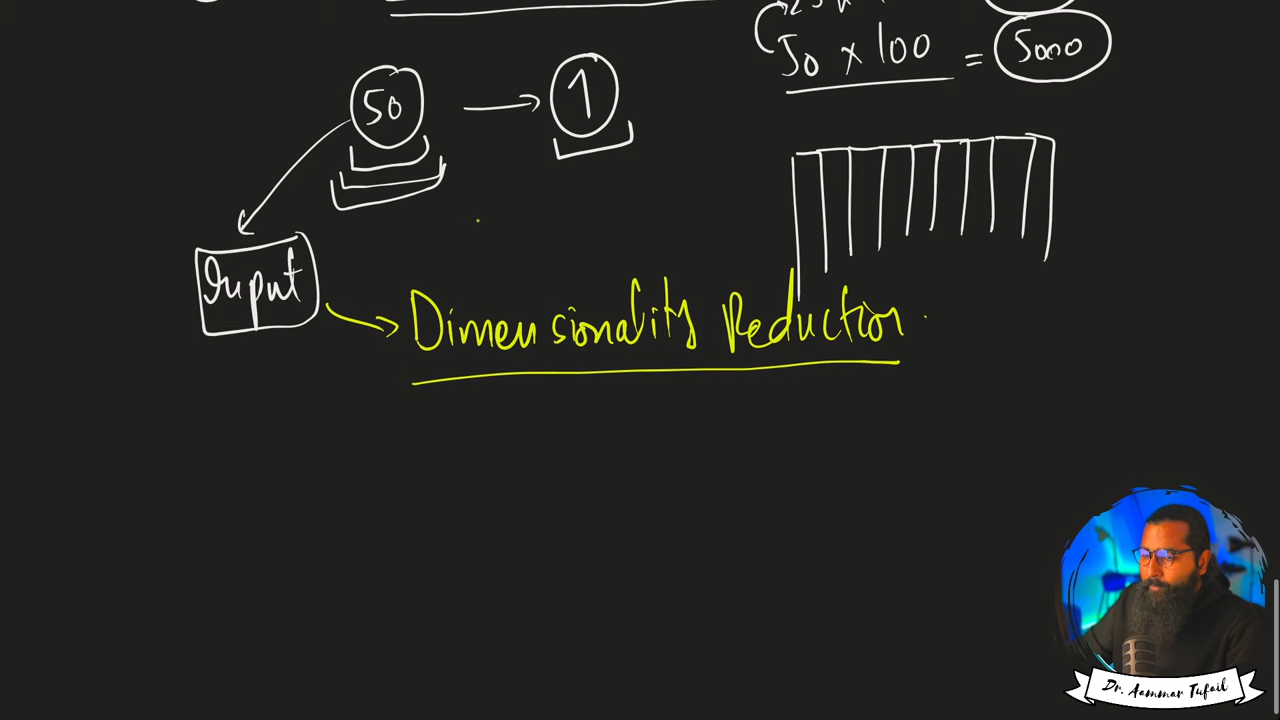 50 x 100 = 5000
50 → 1
Input
Dimensionality Reduction.
Dr. Aammar Tufail